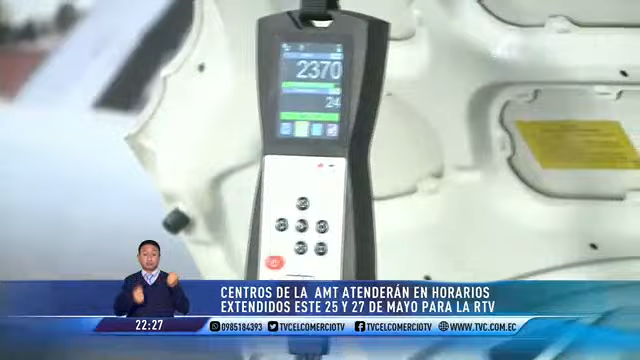 2370
24
CENTROS DE LA AMT ATENDERÁN EN HORARIOS
EXTENDIDOS ESTE 25 Y 27 DE MAYO PARA LA RTV
22:27
0985184393
TVCELCOMERCIOTV
TVCELCOMERCIOTV
WWW.TVC.COM.EC